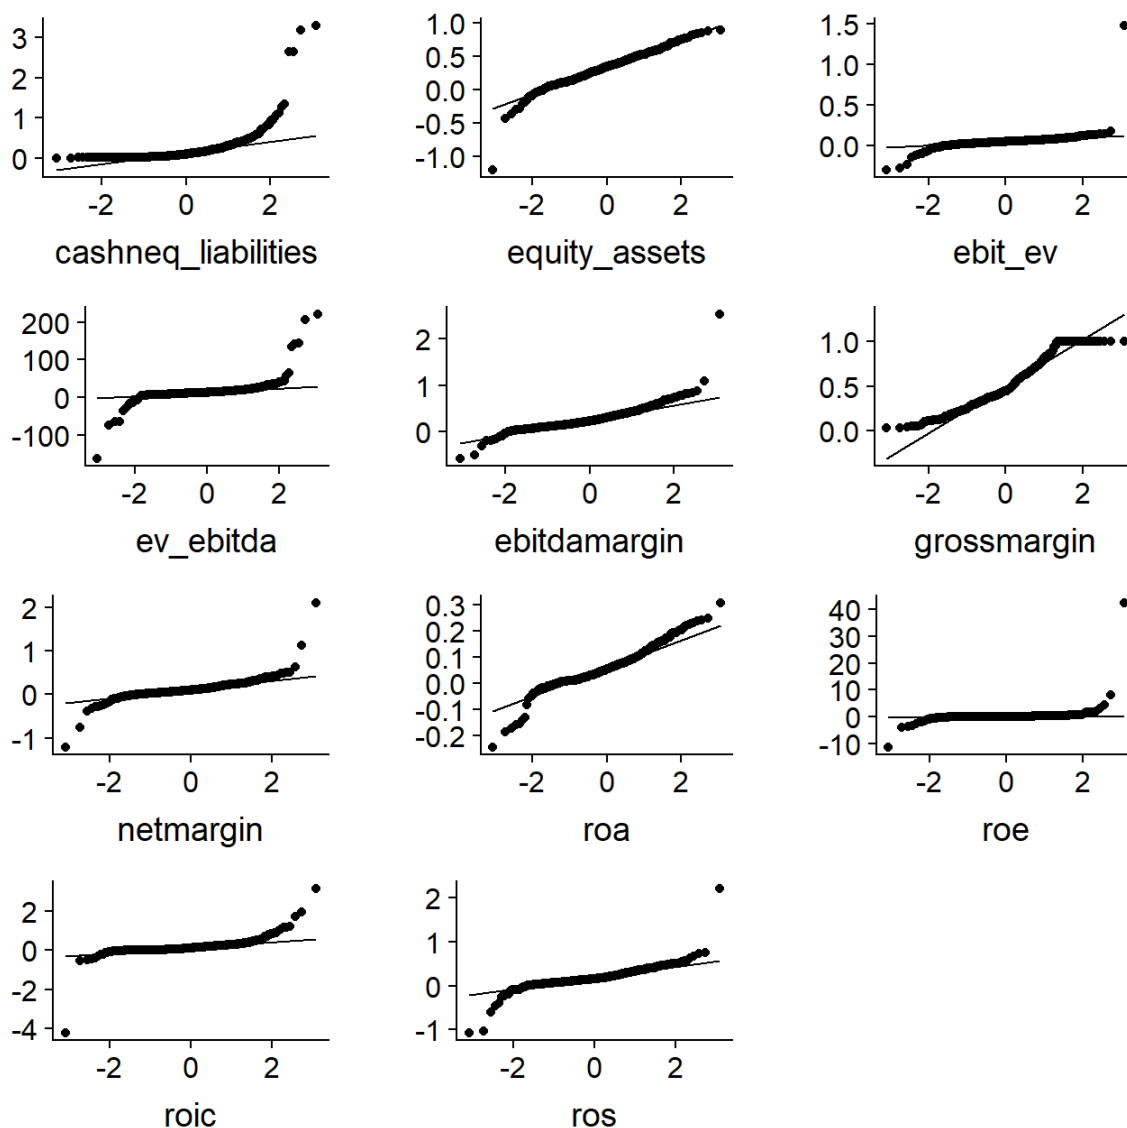 3
2
1
0
-2 0 2
cashneq_liabilities
1.0
0.5
0.0
-0.5
-1.0
-2 0 2
equity_assets
1.5
1.0
0.5
0.0
-2 0 2
ebit_ev
200
100
0
-100
-2 0 2
ev_ebitda
2
1
0
-2 0 2
ebitdamargin
1.0
0.5
0.0
-2 0 2
grossmargin
2
1
0
-1
-2 0 2
netmargin
0.3
0.2
0.1
0.0
-0.1
-0.2
-2 0 2
roa
40
30
20
10
0
-10
-2 0 2
roe
2
0
-2
-4
-2 0 2
roic
2
1
0
-1
-2 0 2
ros